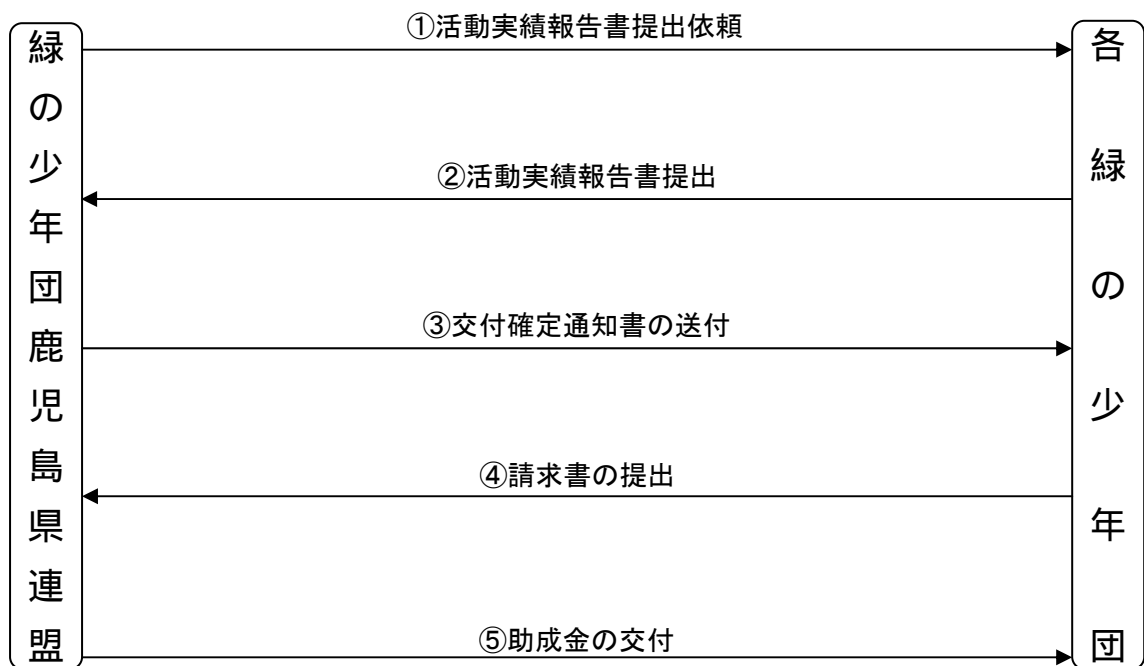 緑の少年団鹿児島県連盟
①活動実績報告書提出依頼
②活動実績報告書提出
③交付確定通知書の送付
④請求書の提出
⑤助成金の交付
各緑の少年団